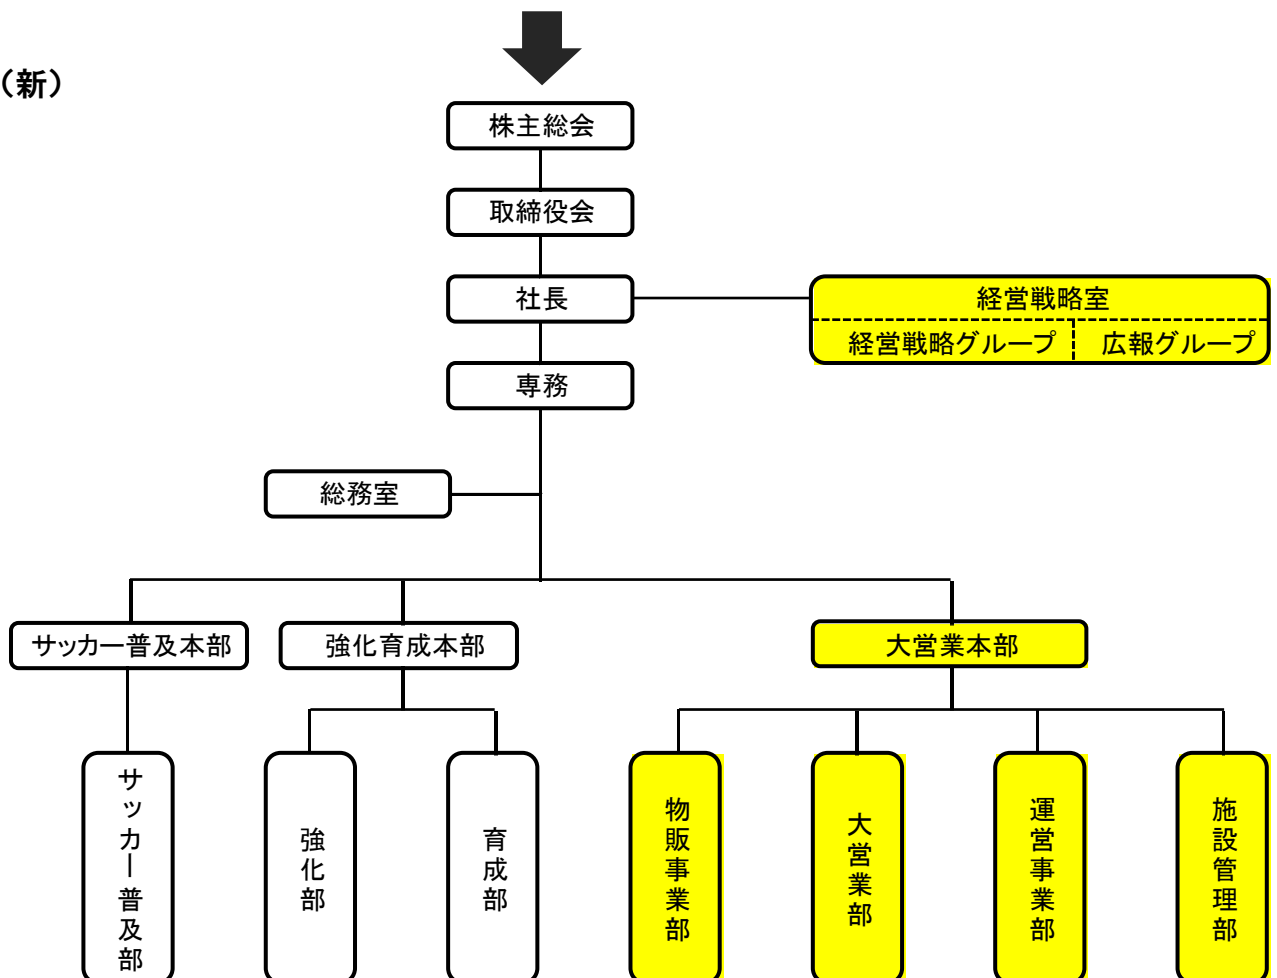 （新）
株主総会
取締役会
社長
経営戦略室
経営戦略グループ
広報グループ
専務
総務室
サッカー普及本部
強化育成本部
大営業本部
サッカー普及部
強化部
育成部
物販事業部
大営業部
運営事業部
施設管理部